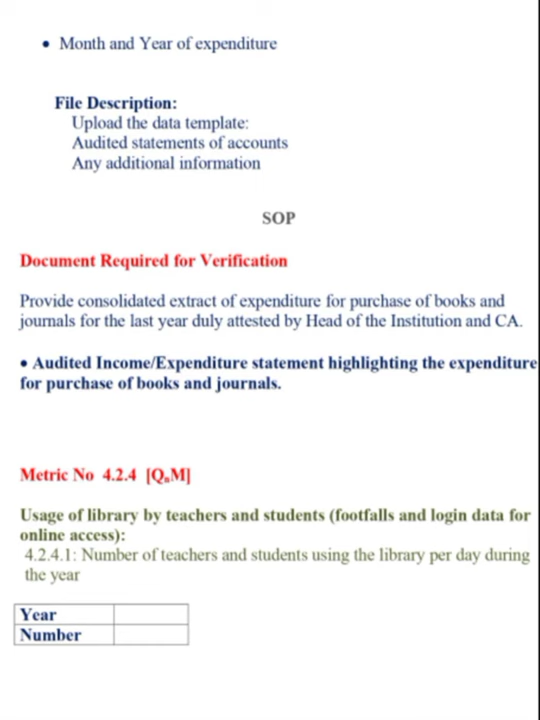 • Month and Year of expenditure
File Description:
Upload the data template:
Audited statements of accounts
Any additional information
SOP
Document Required for Verification
Provide consolidated extract of expenditure for purchase of books and
journals for the last year duly attested by Head of the Institution and CA.
• Audited Income/Expenditure statement highlighting the expenditure
for purchase of books and journals.
Metric No 4.2.4 [QnM]
Usage of library by teachers and students (footfalls and login data for
online access):
4.2.4.1: Number of teachers and students using the library per day during
the year
Year
Number